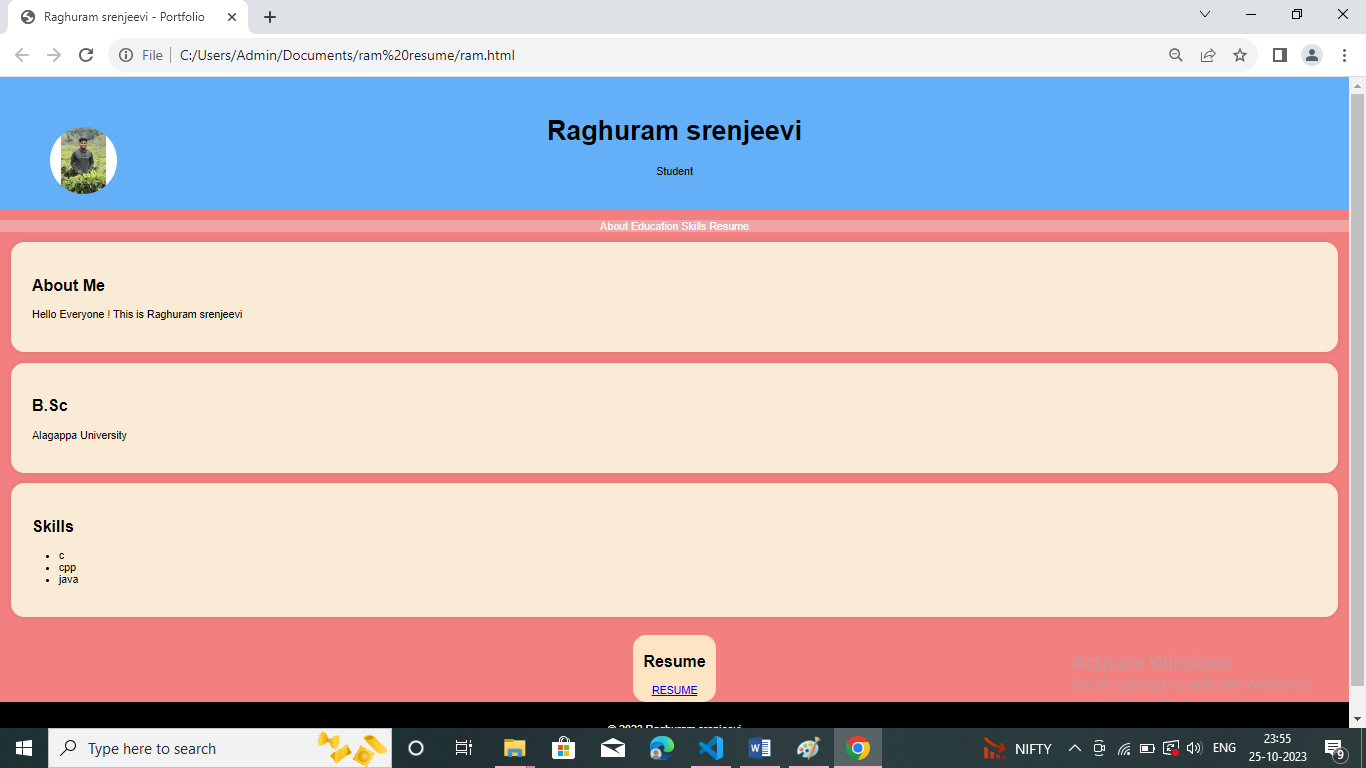 Raghuram srenjeevi - Portfolio
File
C:/Users/Admin/Documents/ram%20resume/ram.html
Raghuram srenjeevi
Student
About Education Skills Resume
About Me
Hello Everyone ! This is Raghuram srenjeevi
B.Sc
Alagappa University
Skills
c
cpp
java
Resume
RESUME
Activate Windows
Go to Settings to activate Windows.
© 2023 Raghuram srenjeevi
Type here to search
NIFTY
ENG
23:55
25-10-2023
9